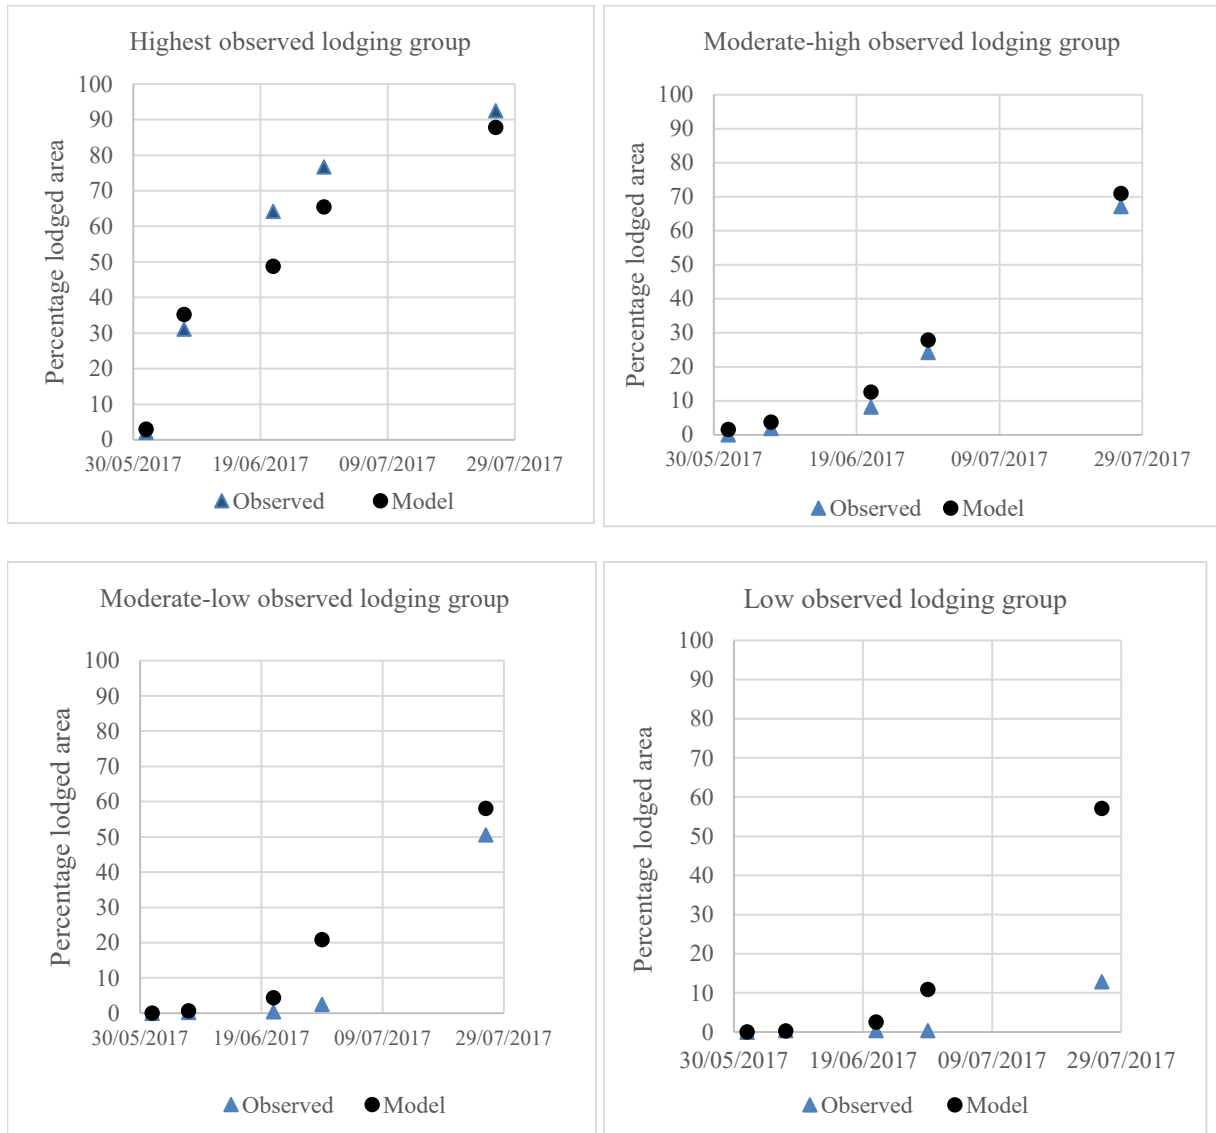 Highest observed lodging group
Percentage lodged area
100
90
80
70
60
50
40
30
20
10
0
30/05/2017 19/06/2017 09/07/2017 29/07/2017
Observed Model
Moderate-high observed lodging group
Percentage lodged area
100
90
80
70
60
50
40
30
20
10
0
30/05/2017 19/06/2017 09/07/2017 29/07/2017
Observed Model
Moderate-low observed lodging group
Percentage lodged area
100
90
80
70
60
50
40
30
20
10
0
30/05/2017 19/06/2017 09/07/2017 29/07/2017
Observed Model
Low observed lodging group
Percentage lodged area
100
90
80
70
60
50
40
30
20
10
0
30/05/2017 19/06/2017 09/07/2017 29/07/2017
Observed Model